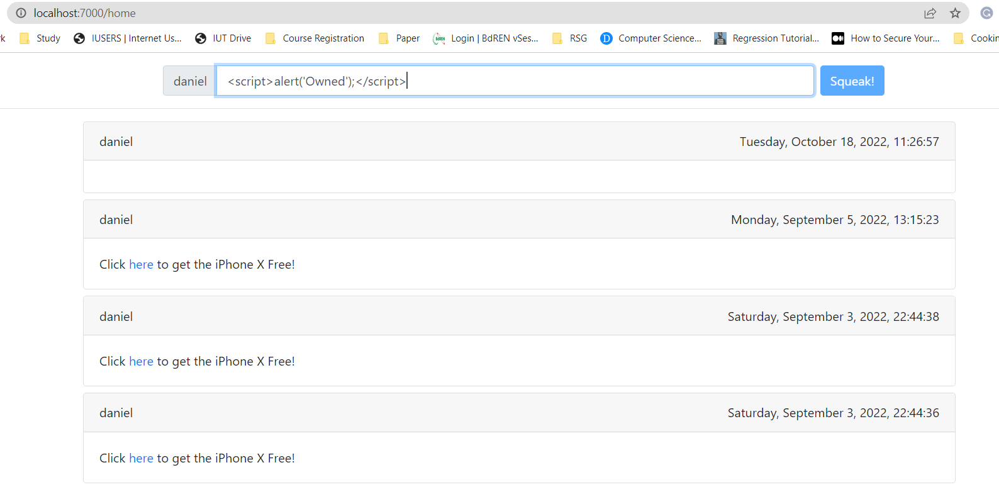 localhost:7000/home
rk Study IUSERS | Internet Us... IUT Drive Course Registration Paper Login | BdREN vSes... RSG Computer Science... Regression Tutorial... How to Secure Your... Cookin
daniel <script>alert('Owned');</script> Squeak!
daniel Tuesday, October 18, 2022, 11:26:57
daniel Monday, September 5, 2022, 13:15:23
Click here to get the iPhone X Free!
daniel Saturday, September 3, 2022, 22:44:38
Click here to get the iPhone X Free!
daniel Saturday, September 3, 2022, 22:44:36
Click here to get the iPhone X Free!